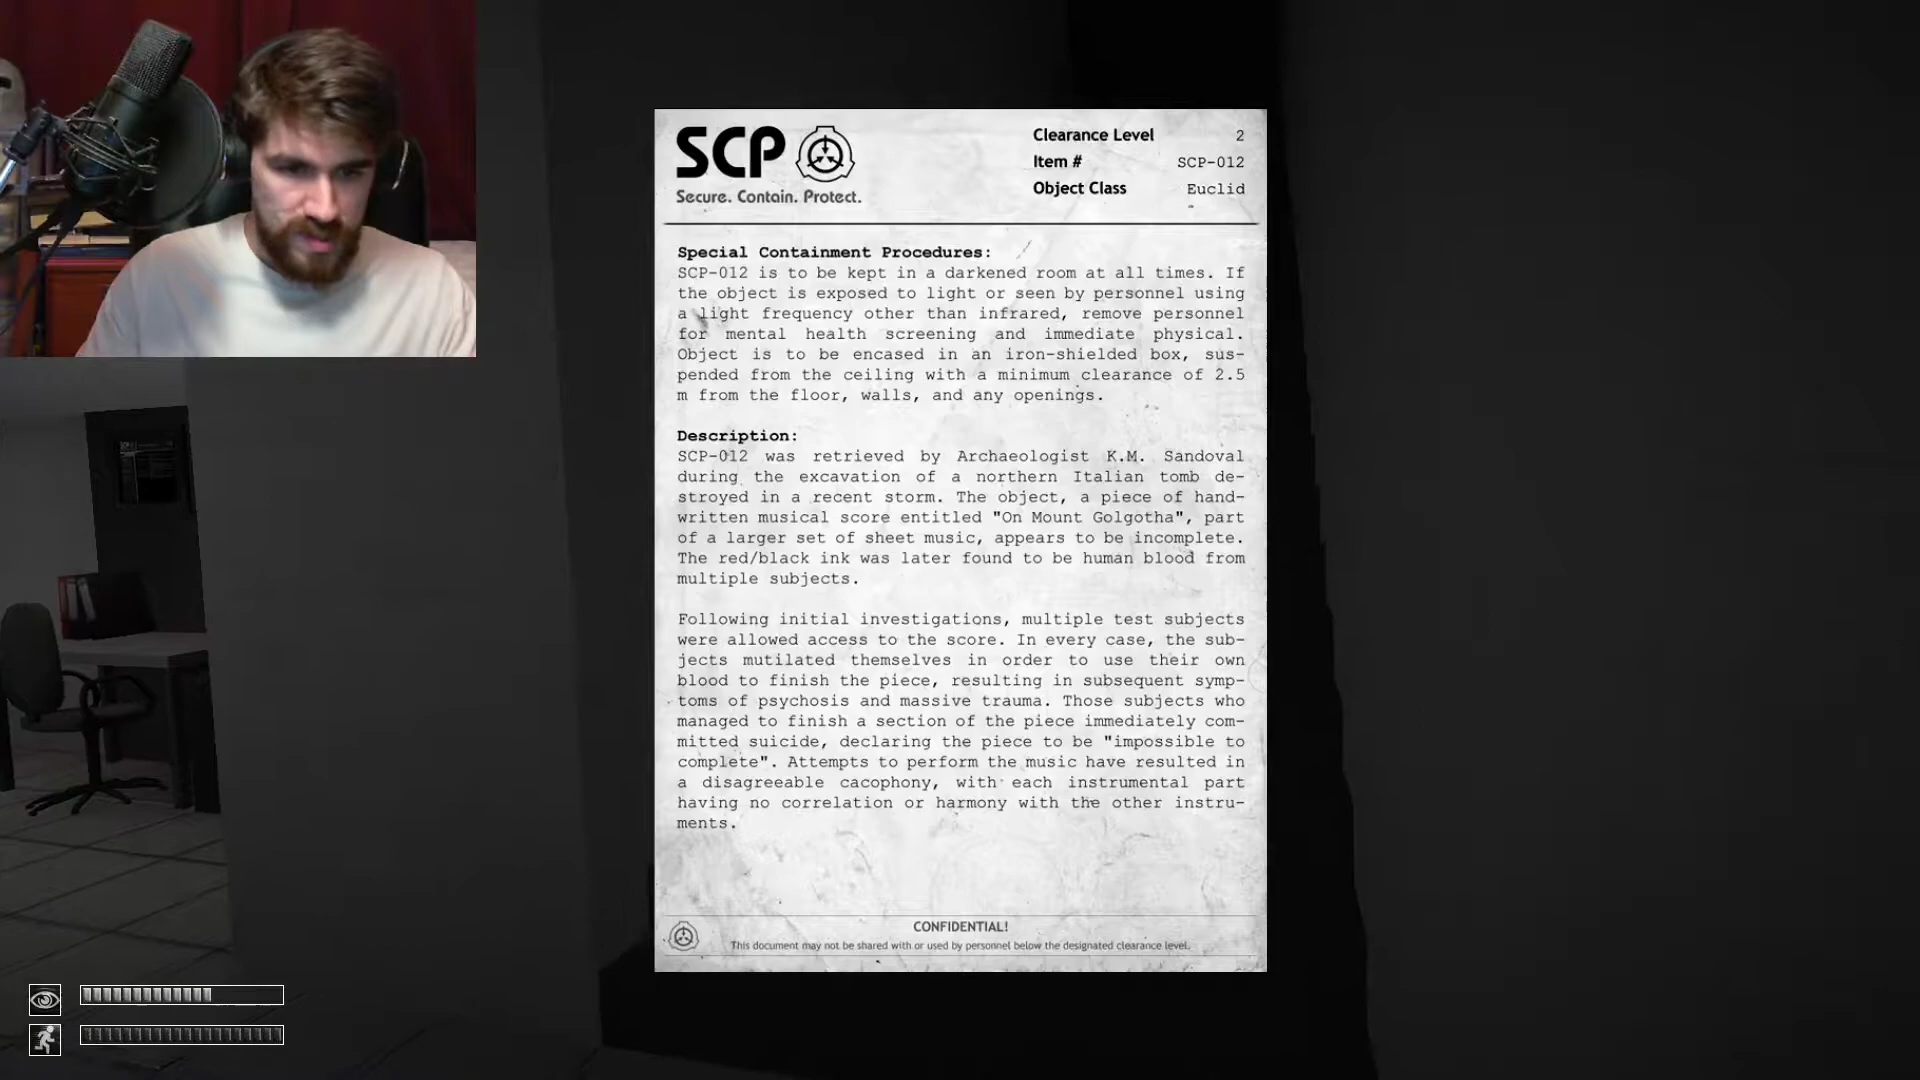 SCP
Secure. Contain. Protect.
Clearance Level 2
Item # SCP-012
Object Class Euclid
Special Containment Procedures:
SCP-012 is to be kept in a darkened room at all times. If
the object is exposed to light or seen by personnel using
a light frequency other than infrared, remove personnel
for mental health screening and immediate physical.
Object is to be encased in an iron-shielded box, sus-
pended from the ceiling with a minimum clearance of 2.5
m from the floor, walls, and any openings.
Description:
SCP-012 was retrieved by Archaeologist K.M. Sandoval
during the excavation of a northern Italian tomb de-
stroyed in a recent storm. The object, a piece of hand-
written musical score entitled "On Mount Golgotha", part
of a larger set of sheet music, appears to be incomplete.
The red/black ink was later found to be human blood from
multiple subjects.
Following initial investigations, multiple test subjects
were allowed access to the score. In every case, the sub-
jects mutilated themselves in order to use their own
blood to finish the piece, resulting in subsequent symp-
toms of psychosis and massive trauma. Those subjects who
managed to finish a section of the piece immediately com-
mitted suicide, declaring the piece to be "impossible to
complete". Attempts to perform the music have resulted in
a disagreeable cacophony, with each instrumental part
having no correlation or harmony with the other instru-
ments.
CONFIDENTIAL!
This document may not be shared with or used by personnel below the designated clearance level.